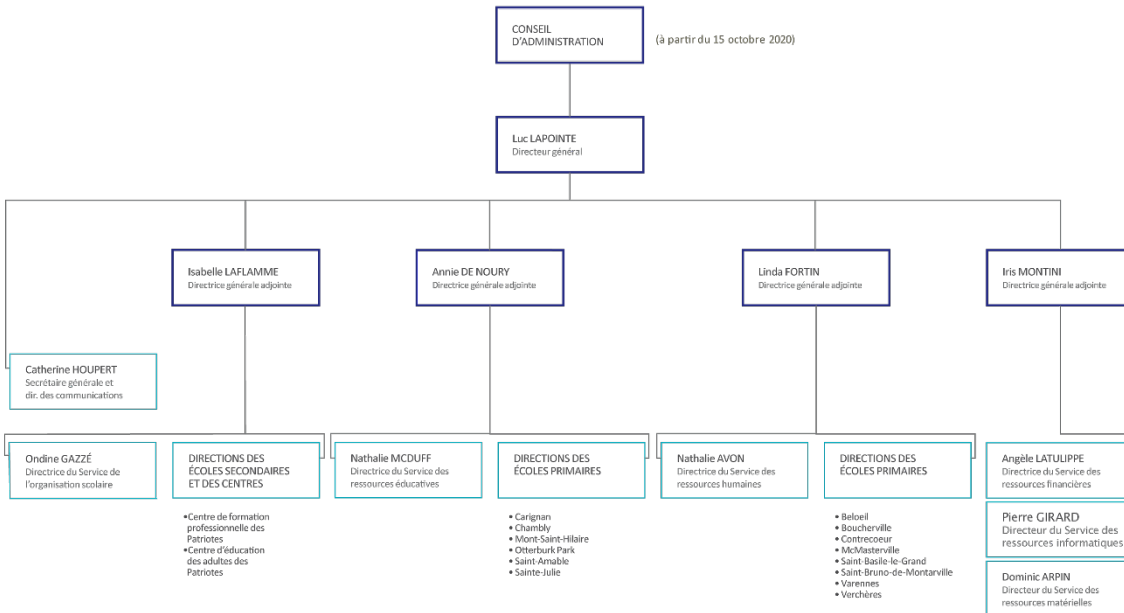 CONSEIL
D'ADMINISTRATION
(à partir du 15 octobre 2020)
Luc LAPOINTE
Directeur général
Isabelle LAFLAMME
Directrice générale adjointe
Annie DE NOURY
Directrice générale adjointe
Linda FORTIN
Directrice générale adjointe
Iris MONTINI
Directrice générale adjointe
Catherine HOUPERT
Secrétaire générale et
dir. des communications
Ondine GAZZÉ
Directrice du Service de
l'organisation scolaire
DIRECTIONS DES
ÉCOLES SECONDAIRES
ET DES CENTRES
•Centre de formation
professionnelle des
Patriotes
•Centre d'éducation
des adultes des
Patriotes
Nathalie MCDUFF
Directrice du Service des
ressources éducatives
DIRECTIONS DES
ÉCOLES PRIMAIRES
• Carignan
• Chambly
• Mont-Saint-Hilaire
• Otterburk Park
• Saint-Amable
• Sainte-Julie
Nathalie AVON
Directrice du Service des
ressources humaines
DIRECTIONS DES
ÉCOLES PRIMAIRES
• Beloeil
• Boucherville
• Contrecoeur
• McMasterville
• Saint-Basile-le-Grand
• Saint-Bruno-de-Montarville
• Varennes
• Verchères
Angèle LATULIPPE
Directrice du Service des
ressources financières
Pierre GIRARD
Directeur du Service des
ressources informatiques
Dominic ARPIN
Directeur du Service des
ressources matérielles